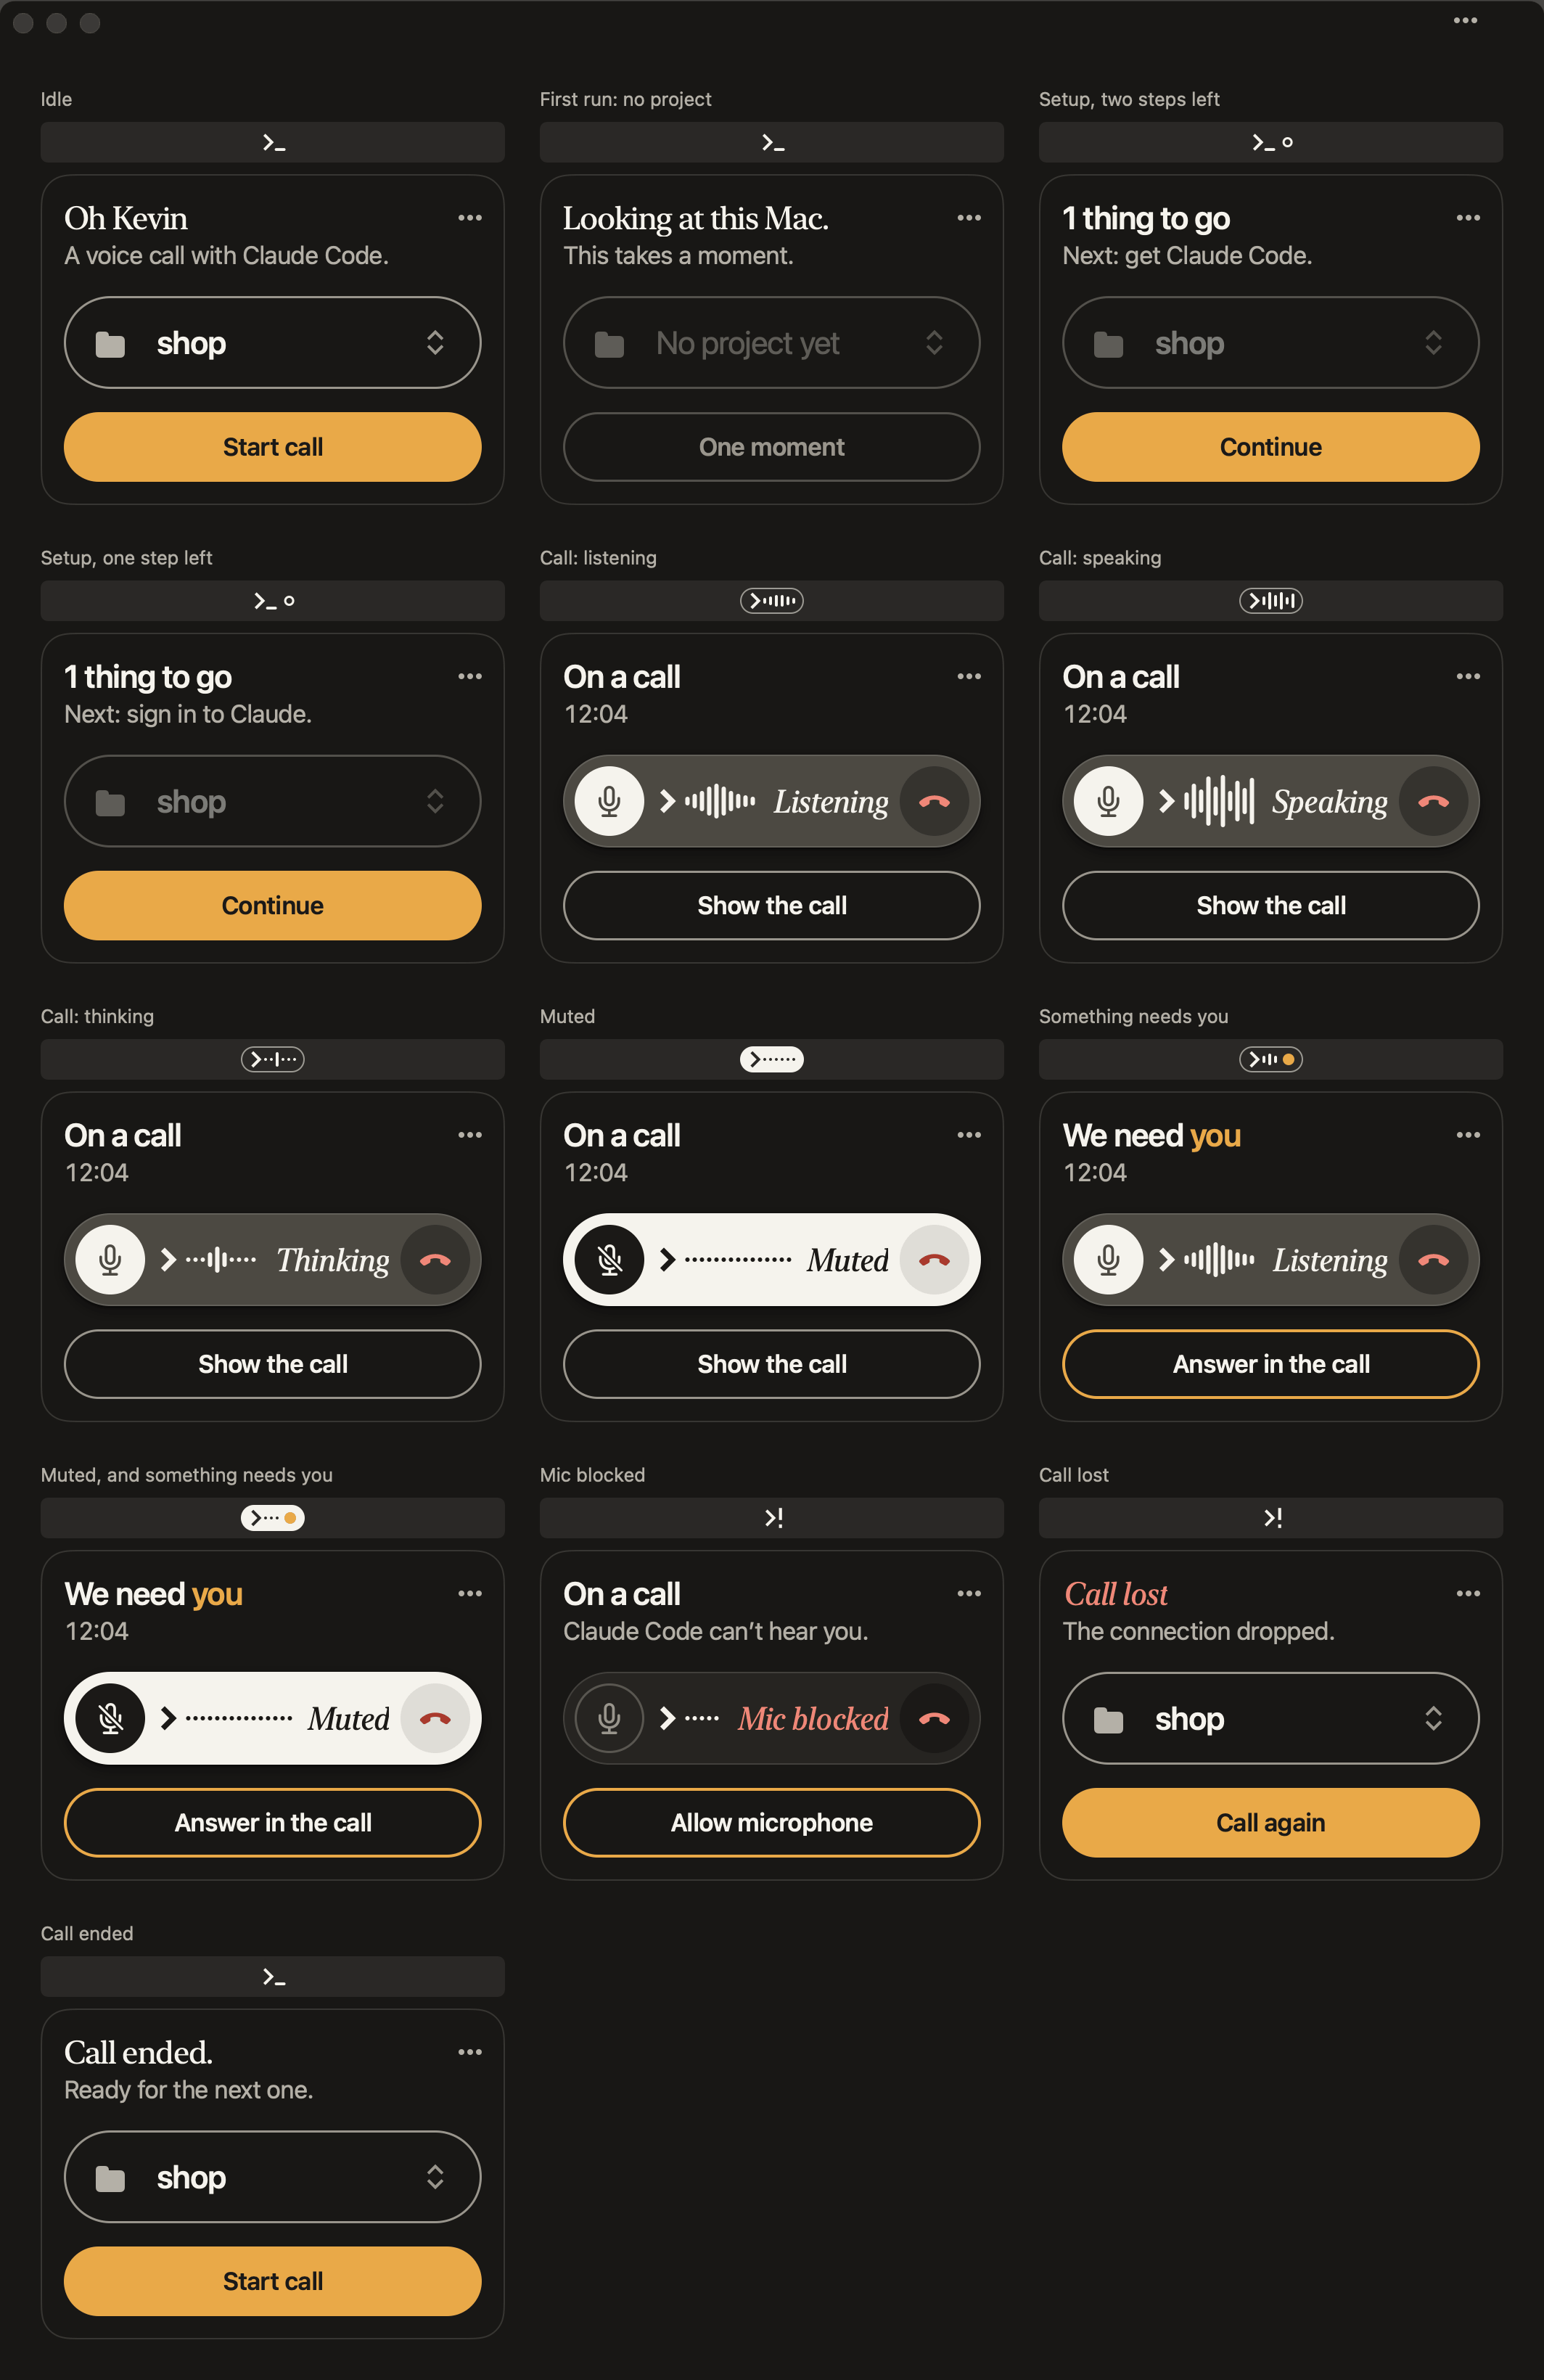 Idle
First run: no project
Setup, two steps left
Oh Kevin
A voice call with Claude Code.
shop
Start call
Looking at this Mac.
This takes a moment.
No project yet
One moment
1 thing to go
Next: get Claude Code.
shop
Continue
Setup, one step left
Call: listening
Call: speaking
1 thing to go
Next: sign in to Claude.
shop
Continue
On a call
12:04
Listening
Show the call
On a call
12:04
Speaking
Show the call
Call: thinking
Muted
Something needs you
On a call
12:04
Thinking
Show the call
On a call
12:04
Muted
Show the call
We need you
12:04
Listening
Answer in the call
Muted, and something needs you
Mic blocked
Call lost
We need you
12:04
Muted
Answer in the call
On a call
Claude Code can’t hear you.
Mic blocked
Allow microphone
Call lost
The connection dropped.
shop
Call again
Call ended
Call ended.
Ready for the next one.
shop
Start call